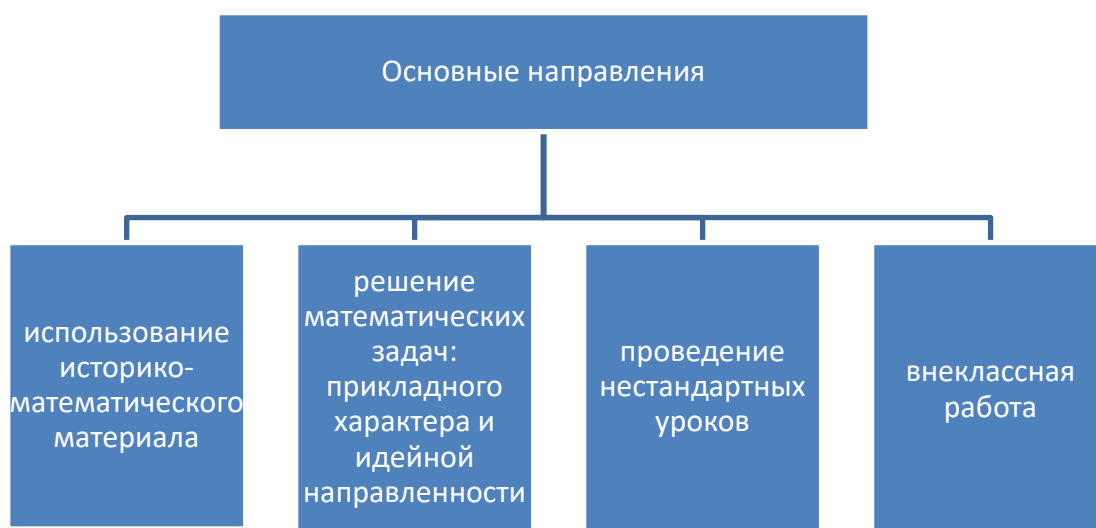 Основные направления
использование
историко-
математического
материала
решение
математических
задач:
прикладного
характера и
идейной
направленности
проведение
нестандартных
уроков
внеклассная
работа